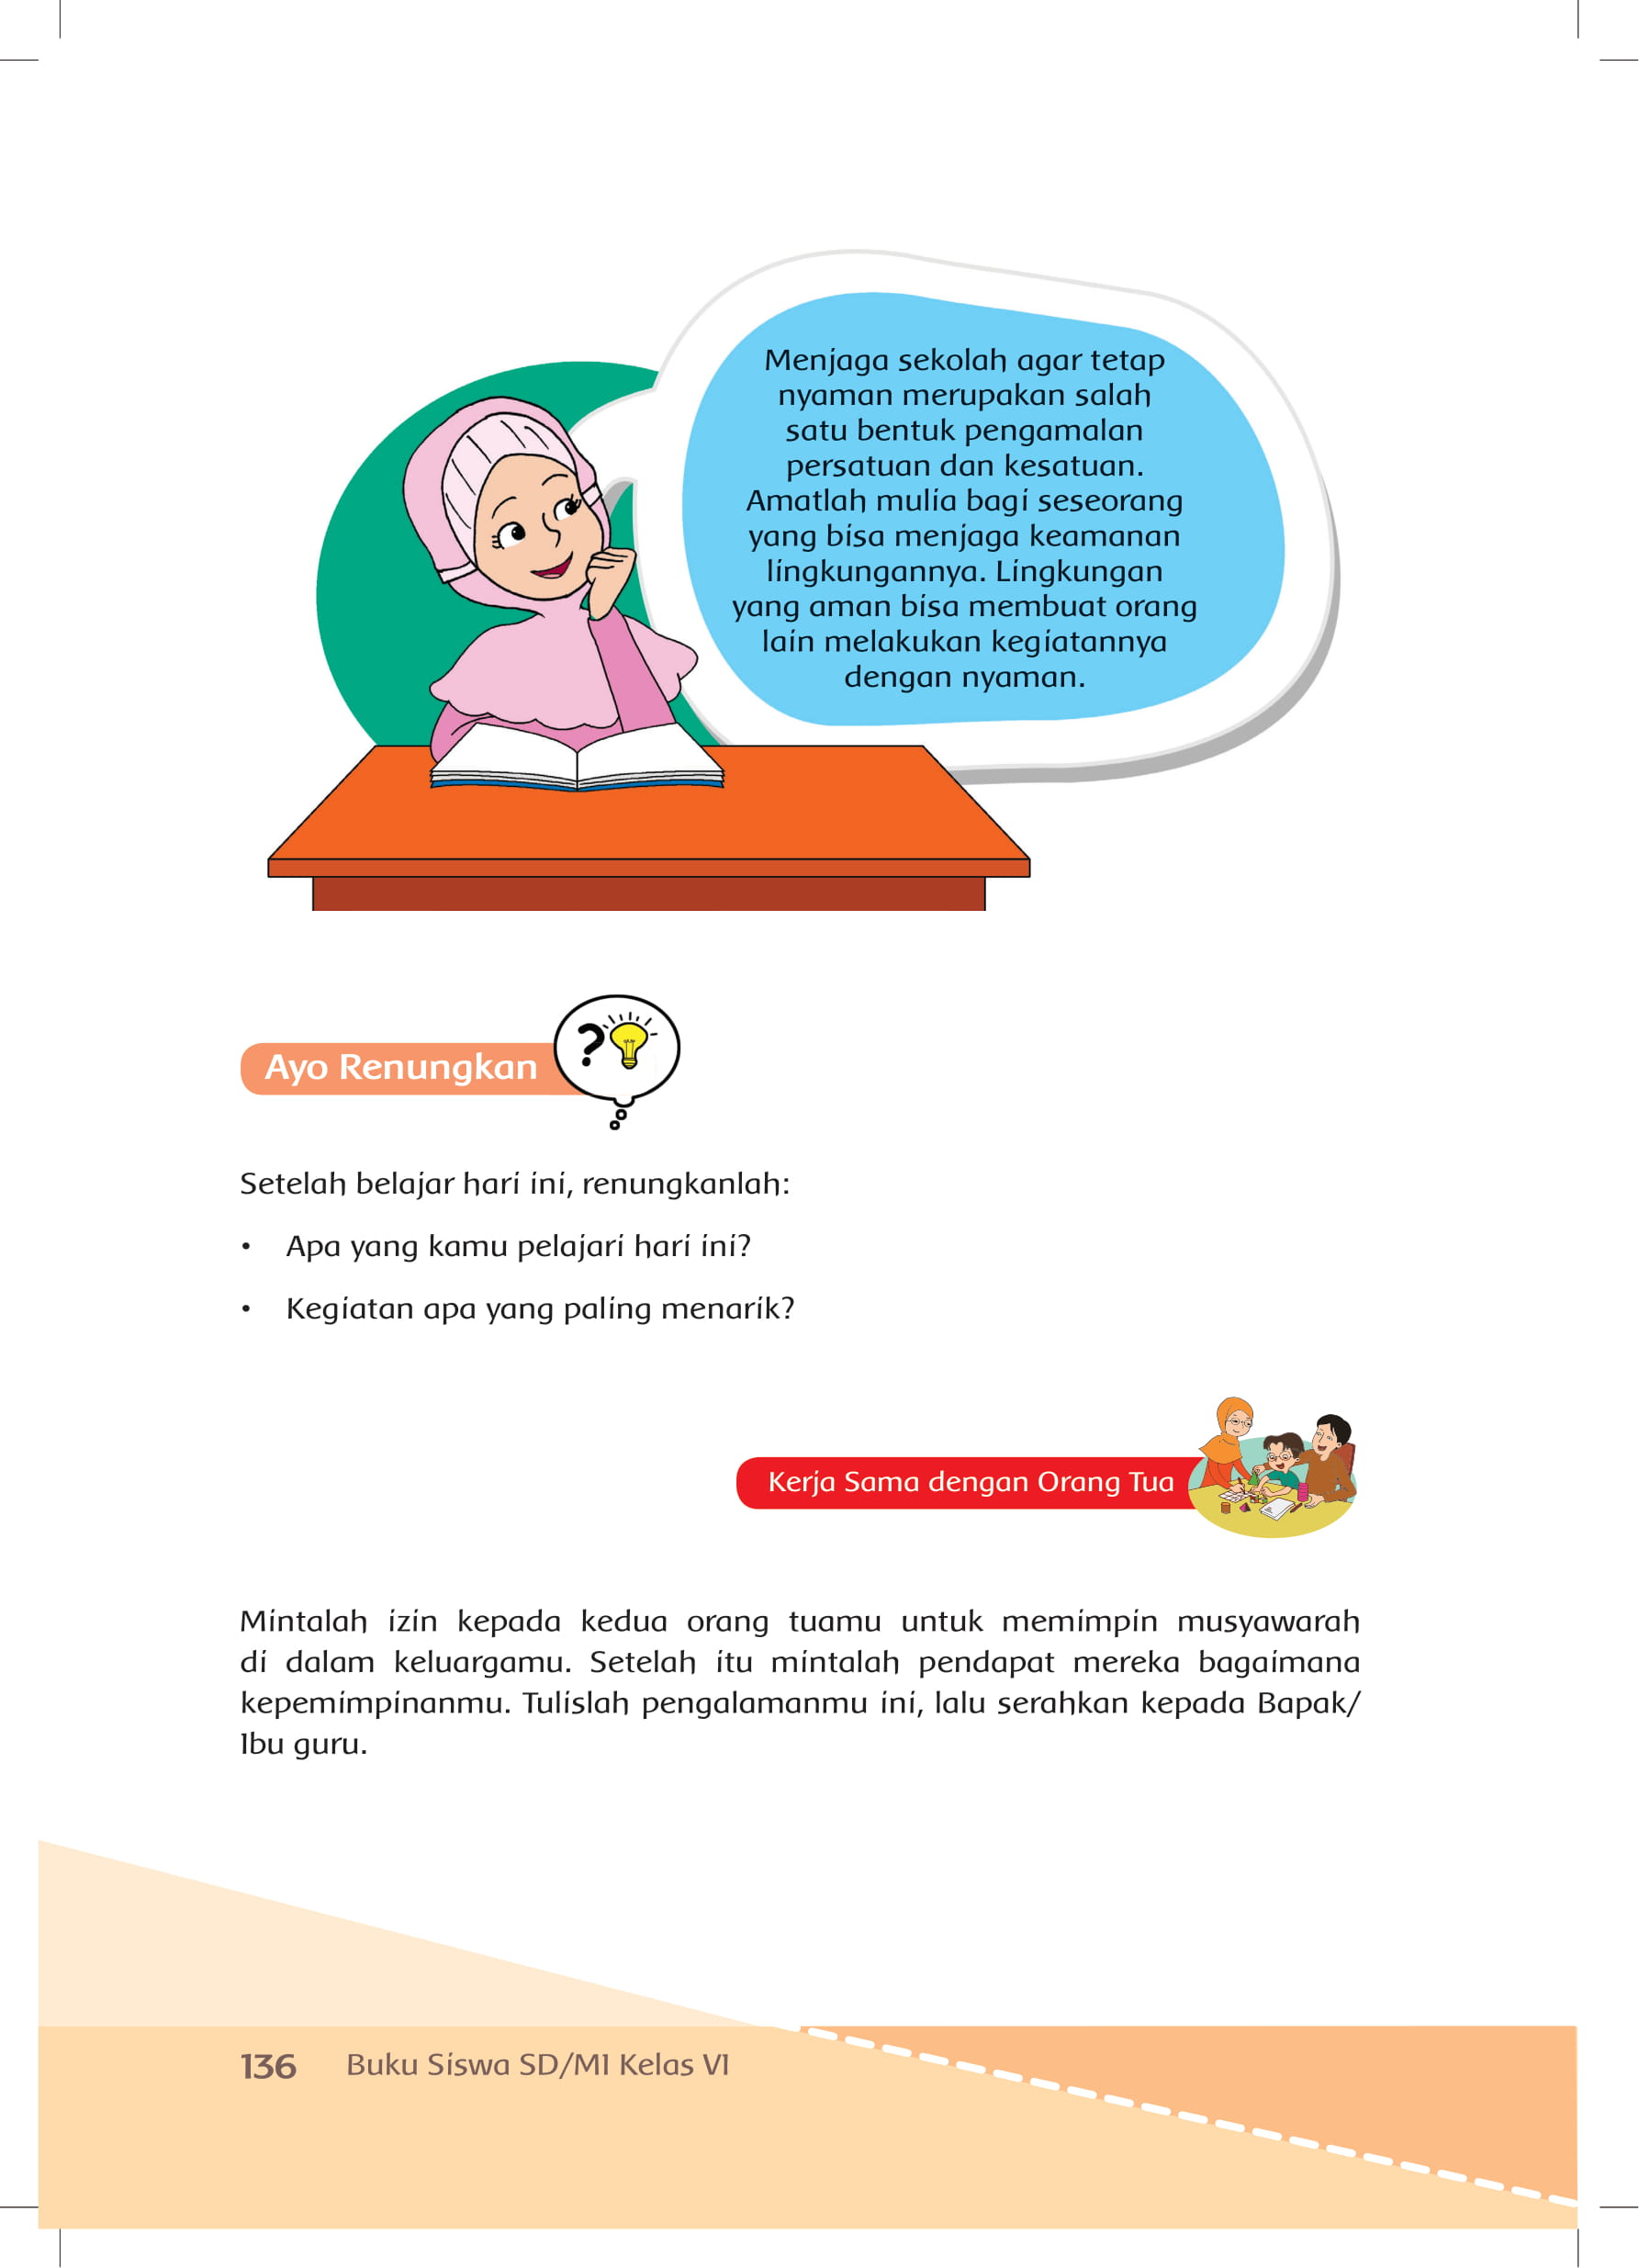 Menjaga sekolah agar tetap
nyaman merupakan salah
satu bentuk pengamalan
persatuan dan kesatuan.
Amatlah mulia bagi seseorang
yang bisa menjaga keamanan
lingkungannya. Lingkungan
yang aman bisa membuat orang
lain melakukan kegiatannya
dengan nyaman.
Ayo Renungkan
?
Setelah belajar hari ini, renungkanlah:
• Apa yang kamu pelajari hari ini?
• Kegiatan apa yang paling menarik?
Kerja Sama dengan Orang Tua
Mintalah izin kepada kedua orang tuamu untuk memimpin musyawarah
di dalam keluargamu. Setelah itu mintalah pendapat mereka bagaimana
kepemimpinanmu. Tulislah pengalamanmu ini, lalu serahkan kepada Bapak/
Ibu guru.
136 Buku Siswa SD/MI Kelas VI